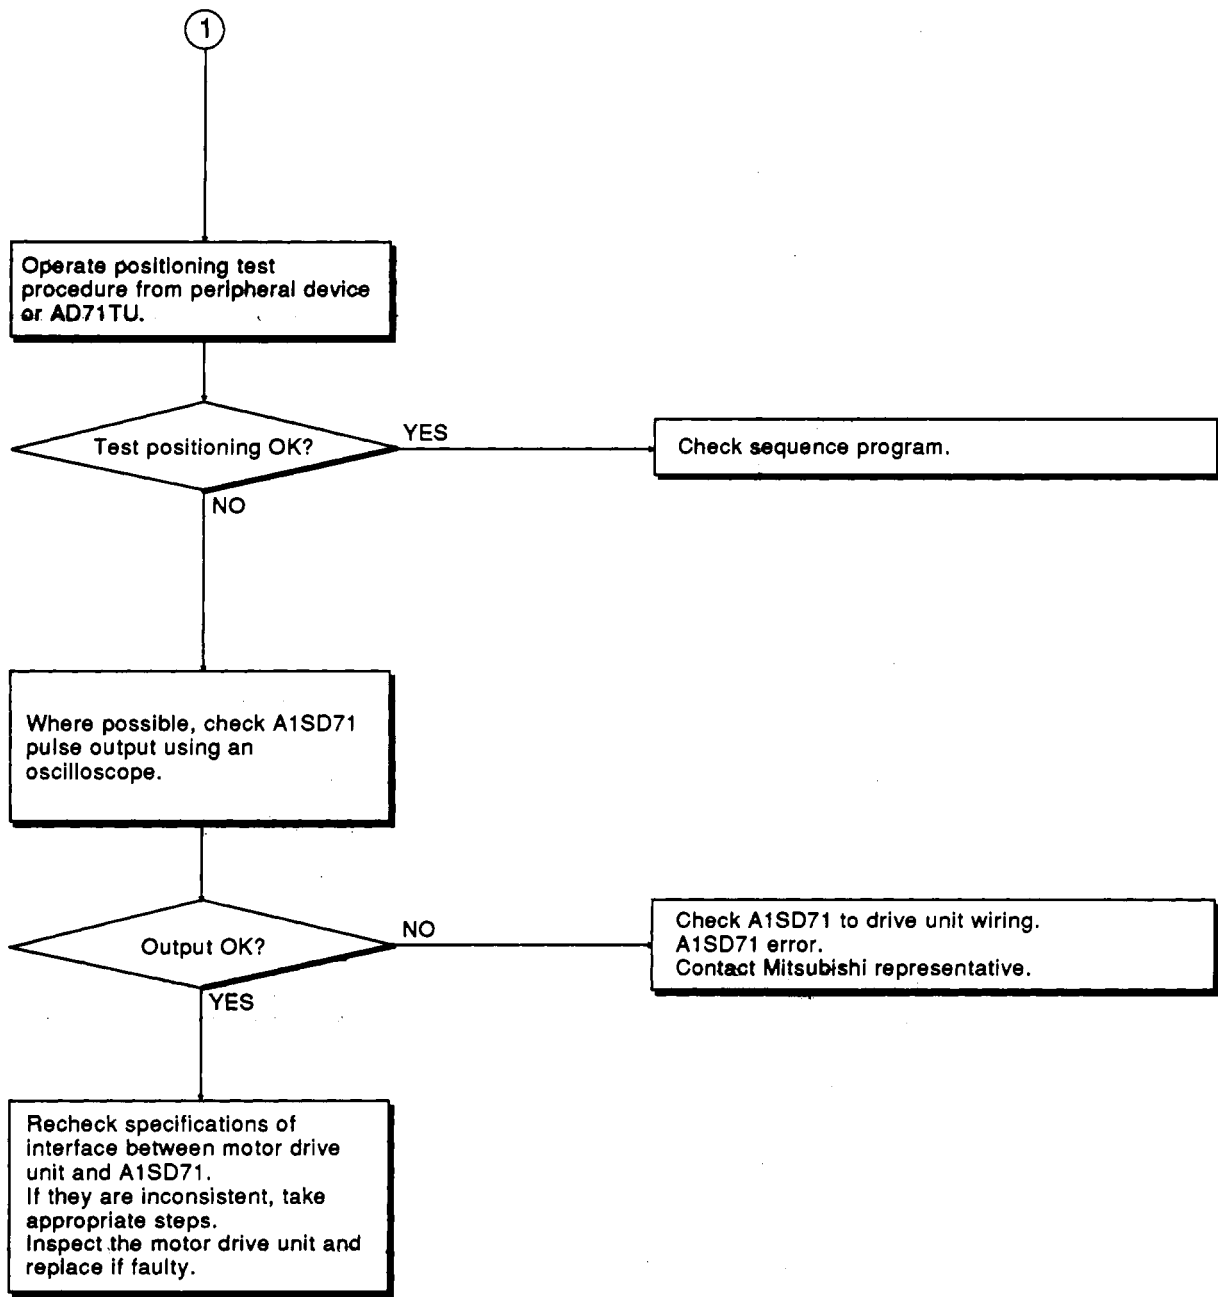 1
Operate positioning test
procedure from peripheral device
or AD71TU.
Test positioning OK?
YES
Check sequence program.
NO
Where possible, check A1SD71
pulse output using an
oscilloscope.
Output OK?
NO
Check A1SD71 to drive unit wiring.
A1SD71 error.
Contact Mitsubishi representative.
YES
Recheck specifications of
interface between motor drive
unit and A1SD71.
If they are inconsistent, take
appropriate steps.
Inspect the motor drive unit and
replace if faulty.